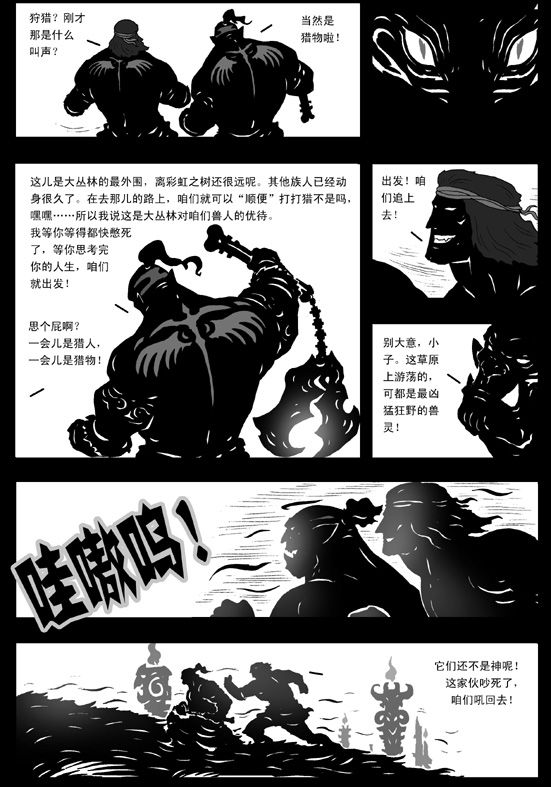 狩猎？刚才
那是什么
叫声？
当然是
猎物啦！
这儿是大丛林的最外围，离彩虹之树还很远呢。其他族人已经动
身很久了。在去那儿的路上，咱们就可以“顺便”打打猎不是吗，
嘿嘿……所以我说这是大丛林对咱们兽人的优待。
我等你等得都快憋死
了，等你思考完
你的人生，咱们
就出发！
思个屁啊？
一会儿是猎人，
一会儿是猎物！
出发！咱
们追上
去！
别大意，小
子。这草原
上游荡的，
可都是最凶
猛狂野的兽
灵！
哇嗷呜！
它们还不是神呢！
这家伙吵死了，
咱们吼回去！